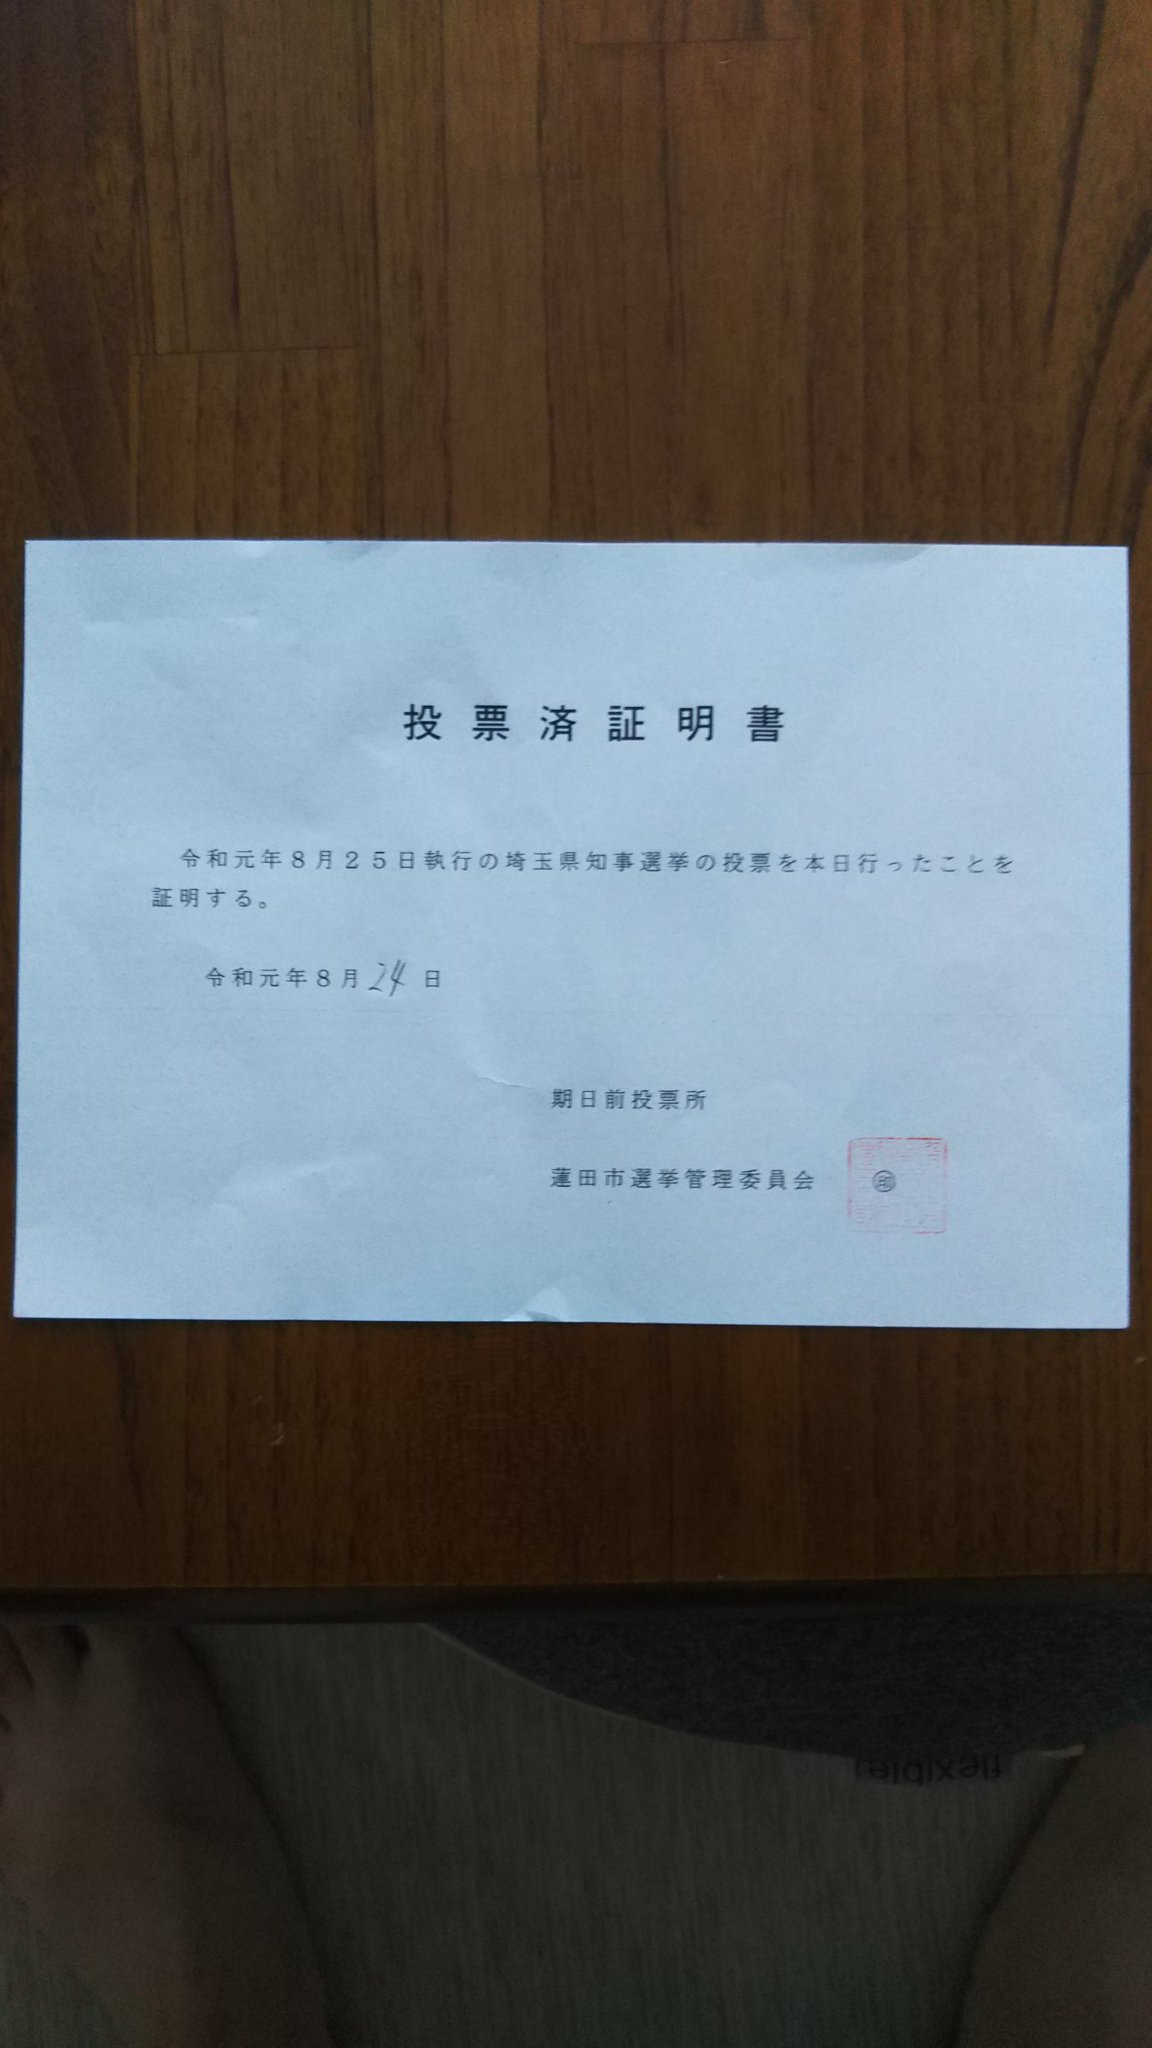 投票済証明書
令和元年８月２５日執行の埼玉県知事選挙の投票を本日行ったことを
証明する。
令和元年８月24日
期日前投票所
蓮田市選挙管理委員会 ㊞
flexible